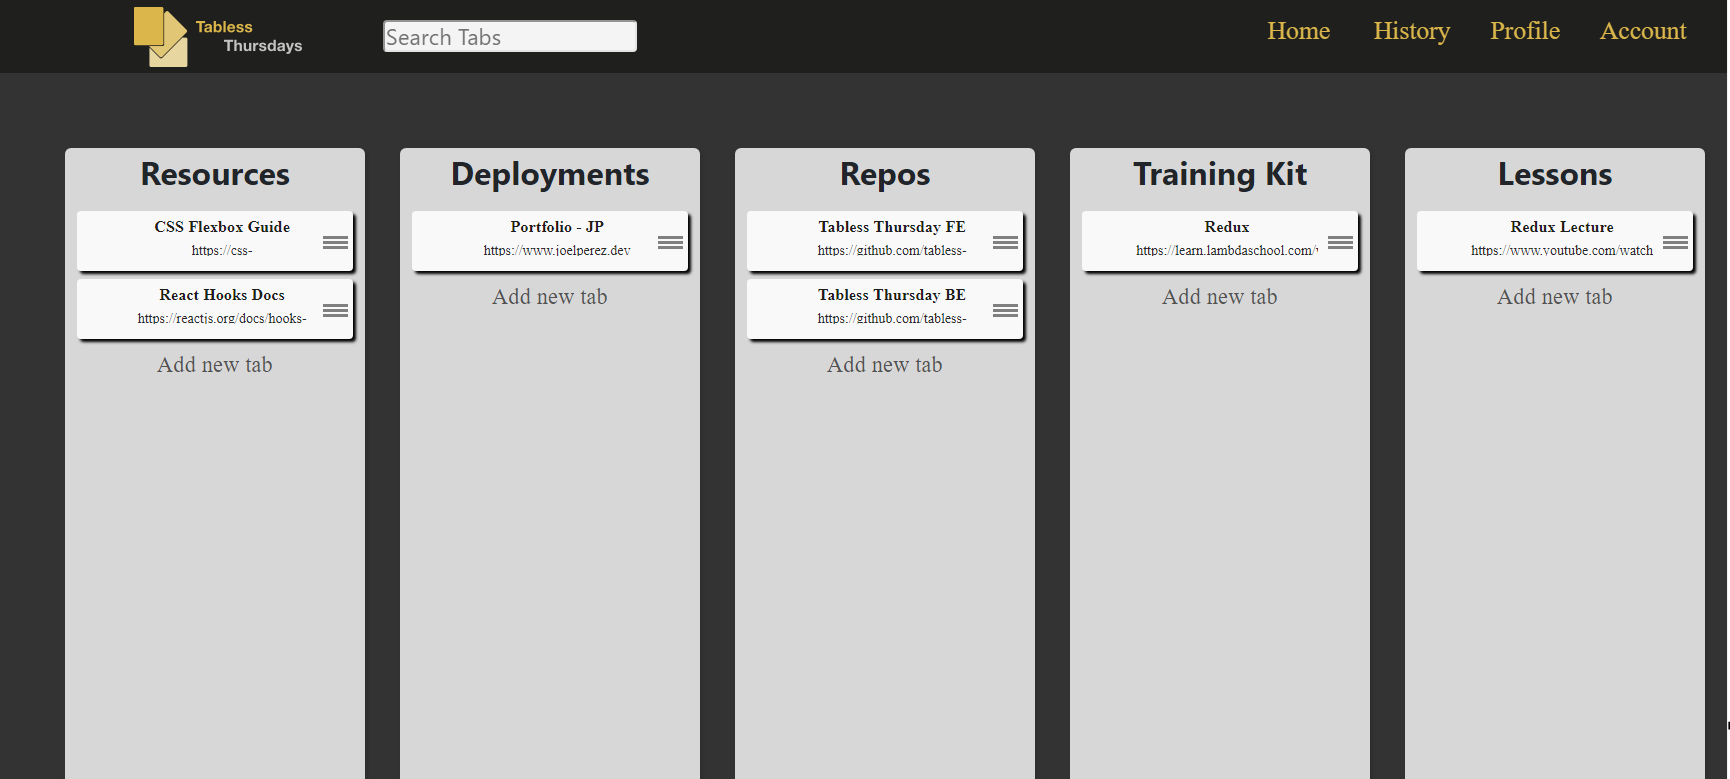 Tabless
Thursdays
Search Tabs
Home
History
Profile
Account
Resources
CSS Flexbox Guide
https://css-
React Hooks Docs
https://reactjs.org/docs/hooks-
Add new tab
Deployments
Portfolio - JP
https://www.joelperez.dev
Add new tab
Repos
Tabless Thursday FE
https://github.com/tabless-
Tabless Thursday BE
https://github.com/tabless-
Add new tab
Training Kit
Redux
https://learn.lambdaschool.com/
Add new tab
Lessons
Redux Lecture
https://www.youtube.com/watch
Add new tab